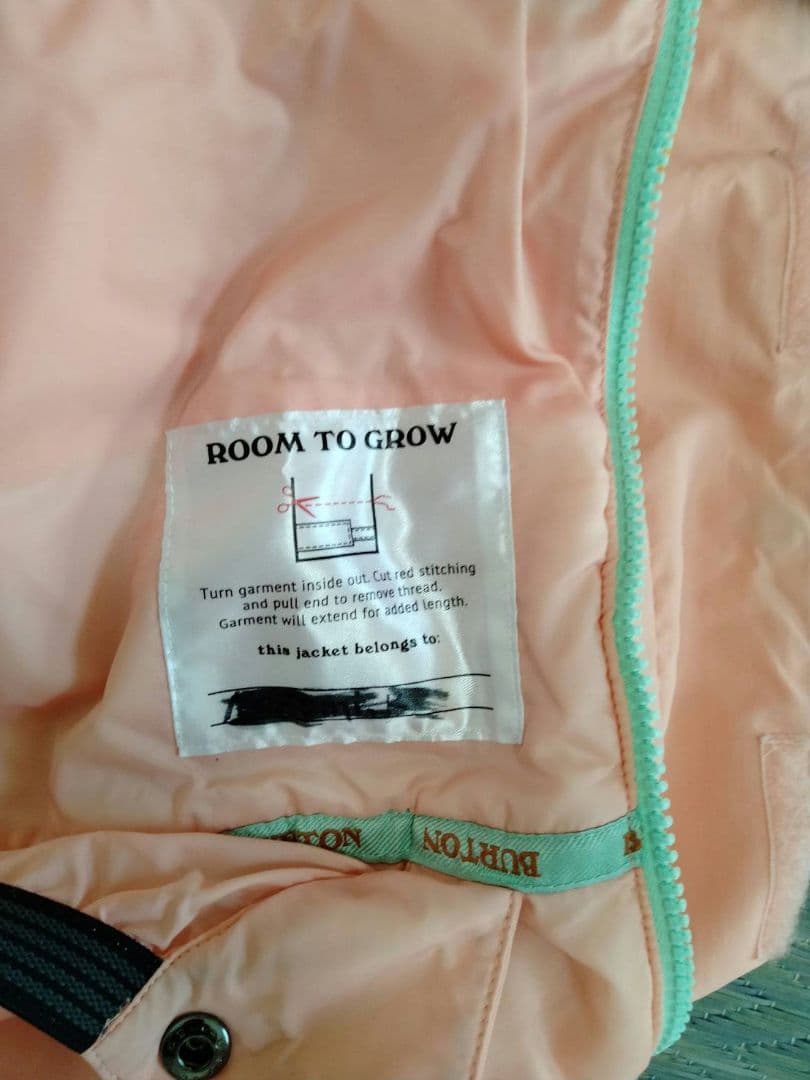 ROOM TO GROW
Turn garment inside out. Cut red stitching
and pull end to remove thread.
Garment will extend for added length.
this jacket belongs to:
TON
BURTON